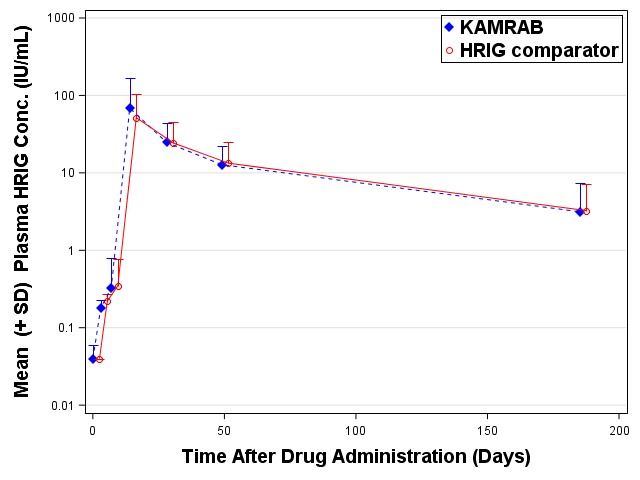 KAMRAB
HRIG comparator
Mean (+ SD) Plasma HRIG Conc. (IU/mL)
1000
100
10
1
0.1
0.01
0
50
100
150
200
Time After Drug Administration (Days)